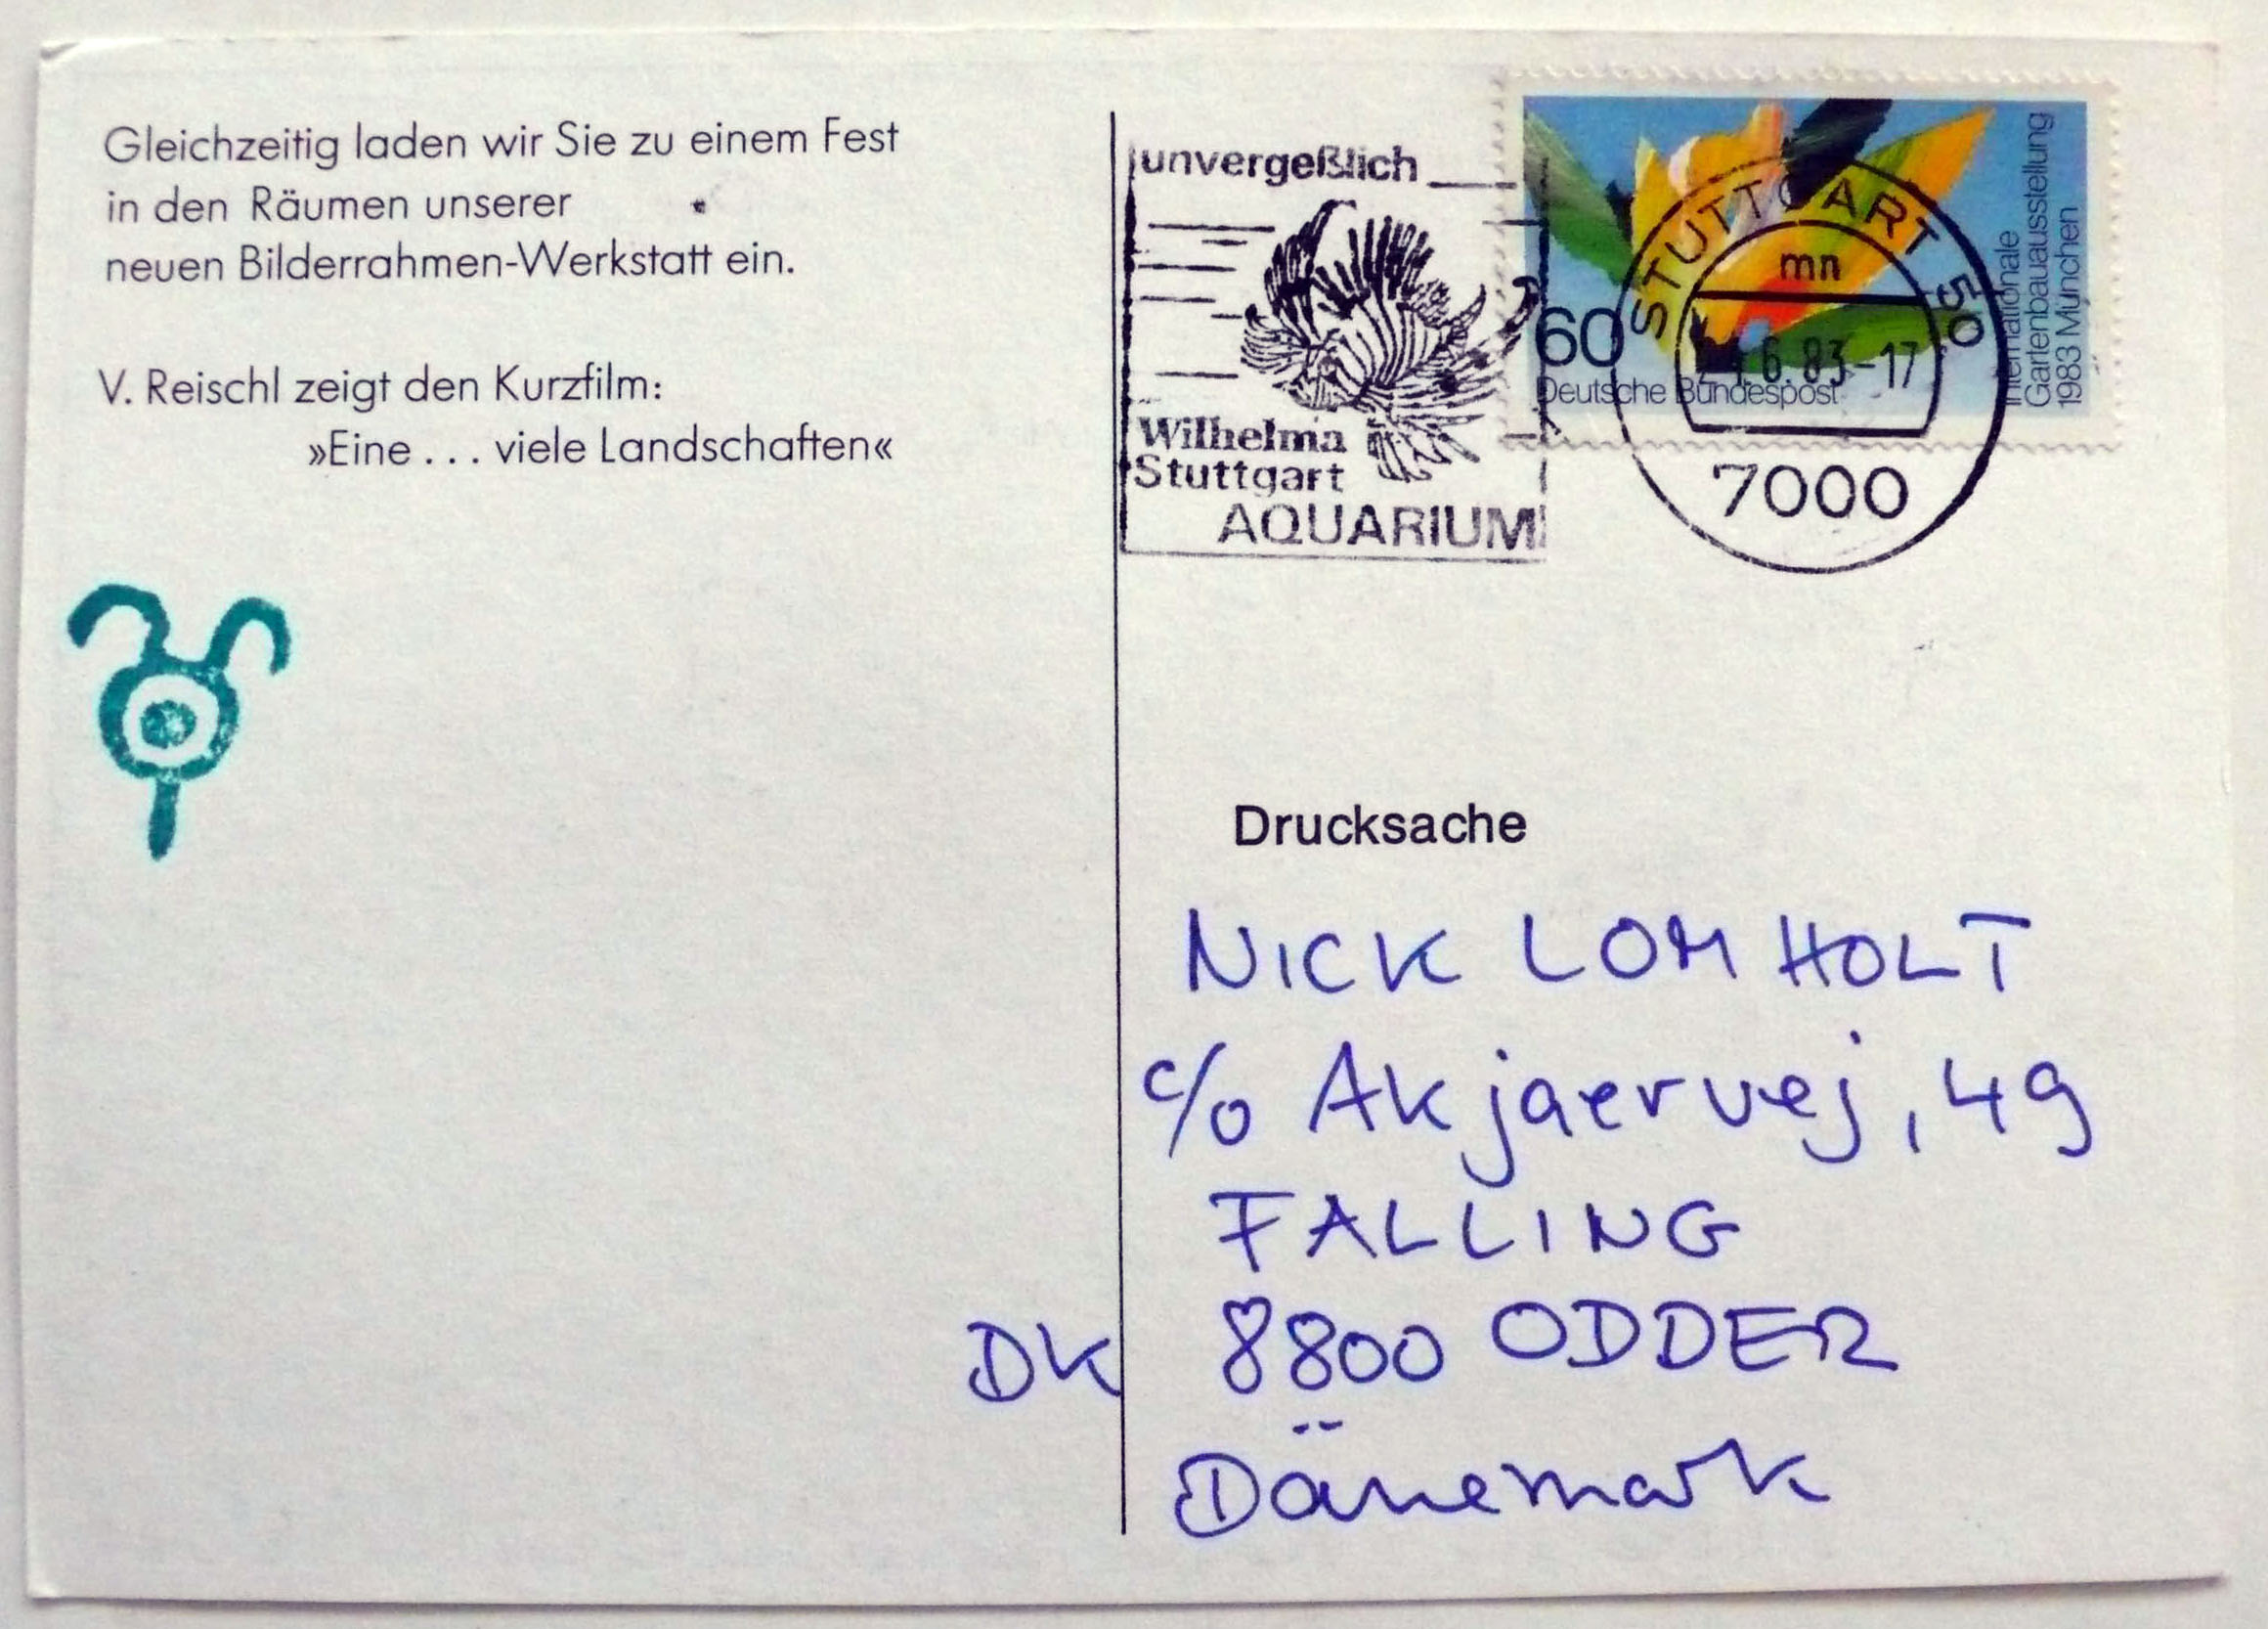 Gleichzeitig laden wir Sie zu einem Fest
in den Räumen unserer
neuen Bilderrahmen-Werkstatt ein.
V. Reischl zeigt den Kurzfilm:
»Eine . . . viele Landschaften«
unvergeßlich
Wilhelma
Stuttgart
AQUARIUM
STUTTGART 50
mn
6.83-17
7000
60
Deutsche Bundespost
Internationale
Gartenbauausstellung
1983 München
Drucksache
NICK LOMHOLT
c/o Akjaervej, 49
FALLING
DK 8800 ODDER
Dänemark